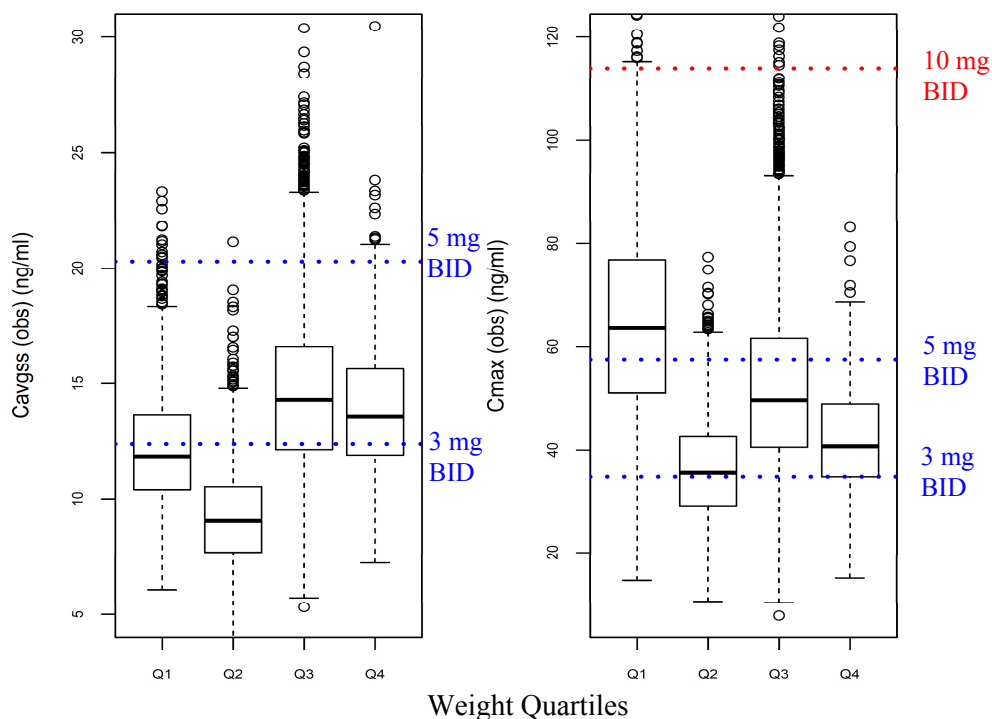 30
25
20
15
10
5
Cavgss (obs) (ng/ml)
5 mg
BID
3 mg
BID
Q1 Q2 Q3 Q4
120
100
80
60
40
20
Cmax (obs) (ng/ml)
10 mg
BID
5 mg
BID
3 mg
BID
Q1 Q2 Q3 Q4
Weight Quartiles